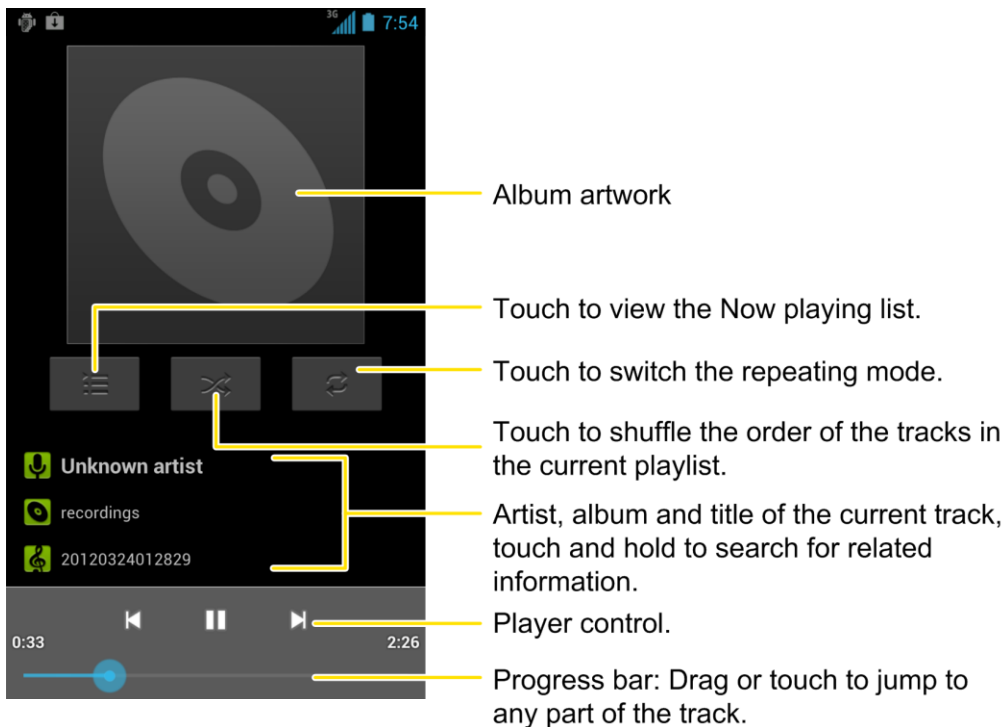 3G 7:54
Album artwork
Touch to view the Now playing list.
Touch to switch the repeating mode.
Touch to shuffle the order of the tracks in
the current playlist.
Unknown artist
recordings
20120324012829
Artist, album and title of the current track,
touch and hold to search for related
information.
Player control.
0:33 2:26
Progress bar: Drag or touch to jump to
any part of the track.